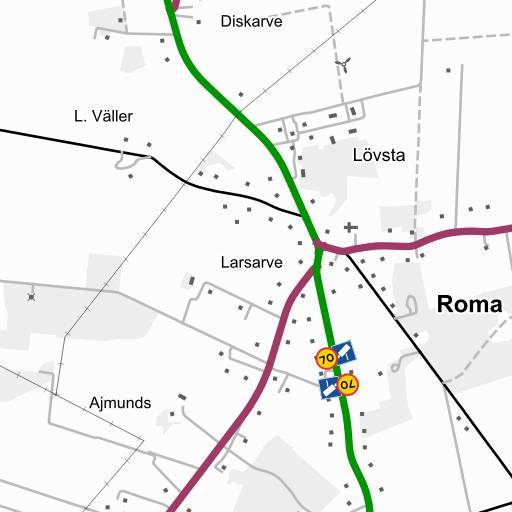 Diskarve
L. Väller
Lövsta
Larsarve
Roma
70
70
Ajmunds